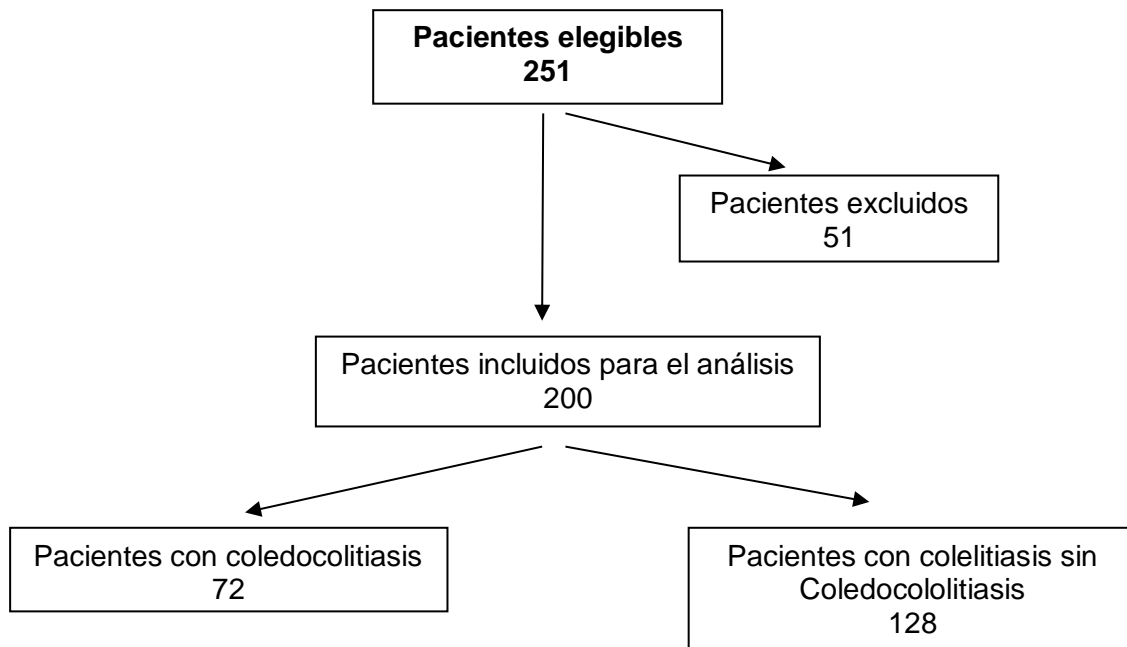 Pacientes elegibles
251
Pacientes excluidos
51
Pacientes incluidos para el análisis
200
Pacientes con coledocolitiasis
72
Pacientes con colelitiasis sin
Coledocololitiasis
128